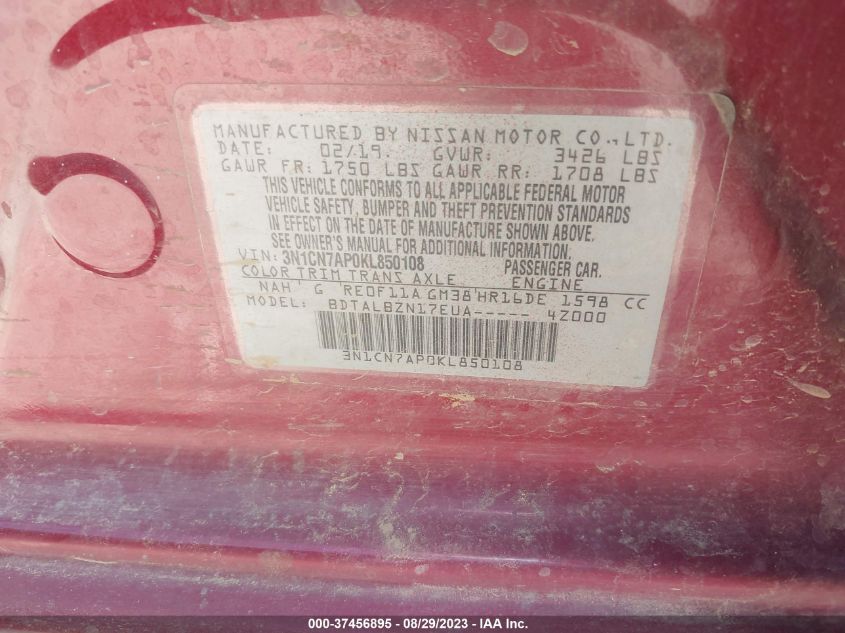 MANUFACTURED BY NISSAN MOTOR CO., LTD.
DATE: 02/19. GVWR: 3426 LBS
GAWR FR: 1750 LBS GAWR RR: 1708 LBS
THIS VEHICLE CONFORMS TO ALL APPLICABLE FEDERAL MOTOR
VEHICLE SAFETY, BUMPER AND THEFT PREVENTION STANDARDS
IN EFFECT ON THE DATE OF MANUFACTURE SHOWN ABOVE.
SEE OWNER'S MANUAL FOR ADDITIONAL INFORMATION.
VIN: 3N1CN7AP0KL850108 PASSENGER CAR.
COLOR TRIM TRANS AXLE ENGINE
NAH G RE0F11A GM38 HR16DE 1598 CC
MODEL: BDTALBZN17EUA----- 4Z000
3N1CN7AP0KL850108
000-37456895 - 08/29/2023 - IAA Inc.